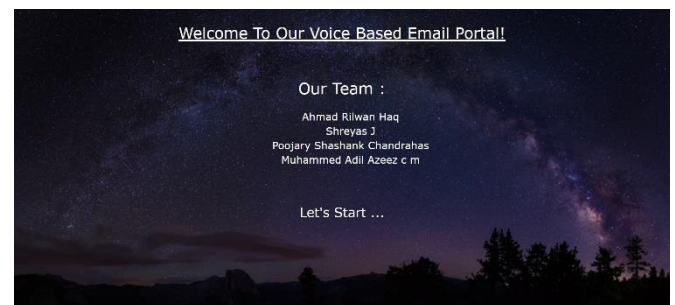 Welcome To Our Voice Based Email Portal!
Our Team :
Ahmad Rilwan Haq
Shreyas J
Poojary Shashank Chandrahas
Muhammed Adil Azeez c m
Let's Start ...